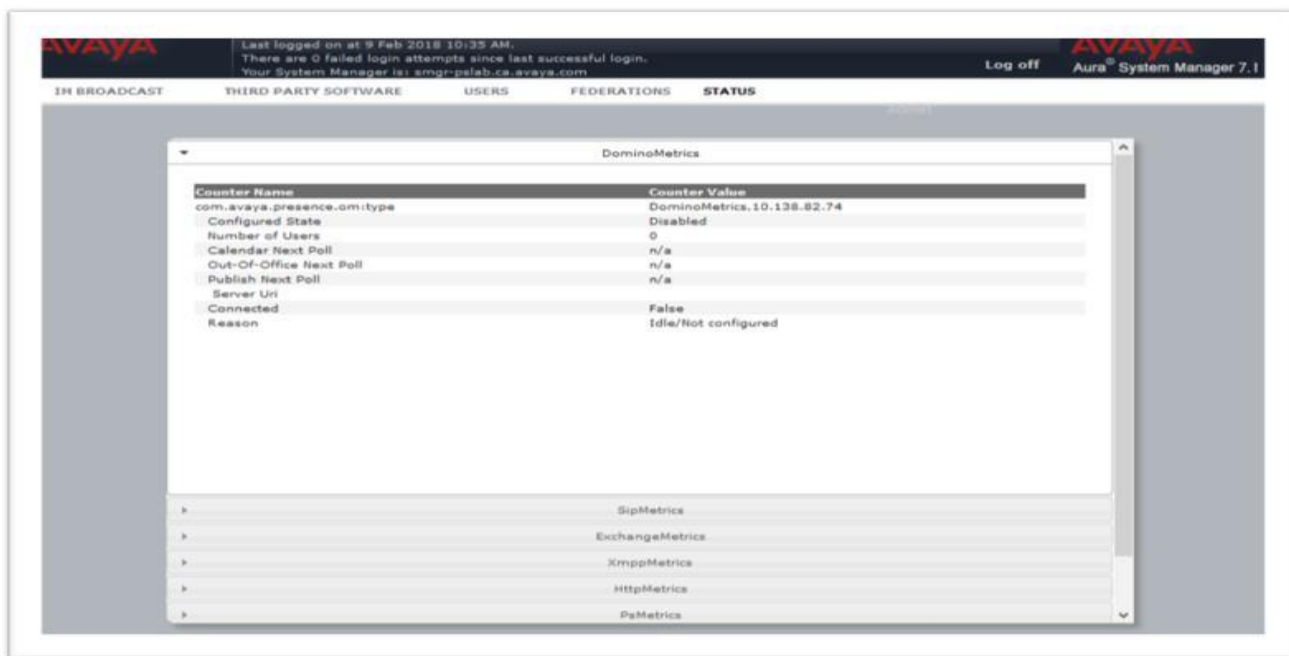 AVAYA
Last logged on at 9 Feb 2018 10:35 AM.
There are 0 failed login attempts since last successful login.
Your System Manager is: smgr-pslab.ca.avaya.com
Log off
AVAYA
Aura® System Manager 7.1
IM BROADCAST THIRD PARTY SOFTWARE USERS FEDERATIONS STATUS
admin
DominoMetrics
Counter Name Counter Value
com.avaya.presence.om:type DominoMetrics.10.138.82.74
Configured State Disabled
Number of Users 0
Calendar Next Poll n/a
Out-Of-Office Next Poll n/a
Publish Next Poll n/a
Server Uri
Connected False
Reason Idle/Not configured
SipMetrics
ExchangeMetrics
XmppMetrics
HttpMetrics
PsMetrics